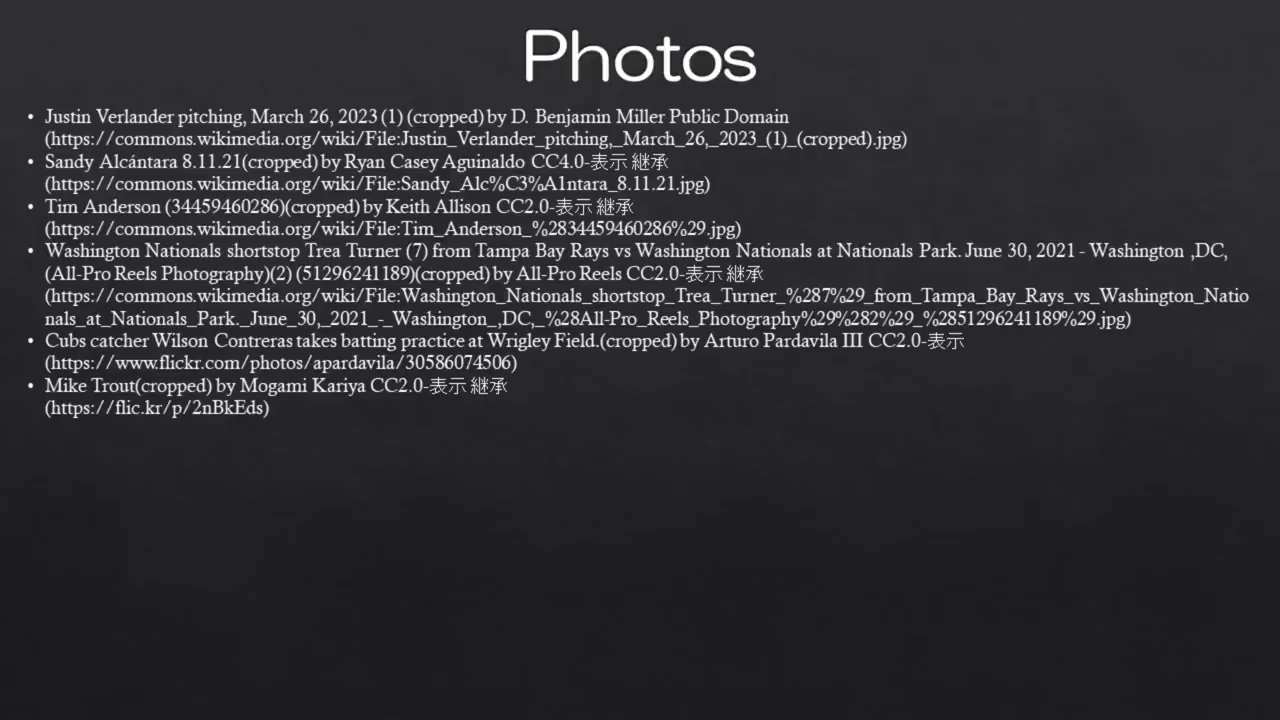 Photos
• Justin Verlander pitching, March 26, 2023 (1) (cropped) by D. Benjamin Miller Public Domain
(https://commons.wikimedia.org/wiki/File:Justin_Verlander_pitching,_March_26,_2023_(1)_(cropped).jpg)
• Sandy Alcántara 8.11.21(cropped) by Ryan Casey Aguinaldo CC4.0-表示 継承
(https://commons.wikimedia.org/wiki/File:Sandy_Alc%C3%A1ntara_8.11.21.jpg)
• Tim Anderson (34459460286)(cropped) by Keith Allison CC2.0-表示 継承
(https://commons.wikimedia.org/wiki/File:Tim_Anderson_%2834459460286%29.jpg)
• Washington Nationals shortstop Trea Turner (7) from Tampa Bay Rays vs Washington Nationals at Nationals Park. June 30, 2021 - Washington ,DC,
(All-Pro Reels Photography)(2) (51296241189)(cropped) by All-Pro Reels CC2.0-表示 継承
(https://commons.wikimedia.org/wiki/File:Washington_Nationals_shortstop_Trea_Turner_%287%29_from_Tampa_Bay_Rays_vs_Washington_Natio
nals_at_Nationals_Park._June_30,_2021_-_Washington_,DC,_%28All-Pro_Reels_Photography%29%282%29_%2851296241189%29.jpg)
• Cubs catcher Wilson Contreras takes batting practice at Wrigley Field.(cropped) by Arturo Pardavila III CC2.0-表示
(https://www.flickr.com/photos/apardavila/30586074506)
• Mike Trout(cropped) by Mogami Kariya CC2.0-表示 継承
(https://flic.kr/p/2nBkEds)